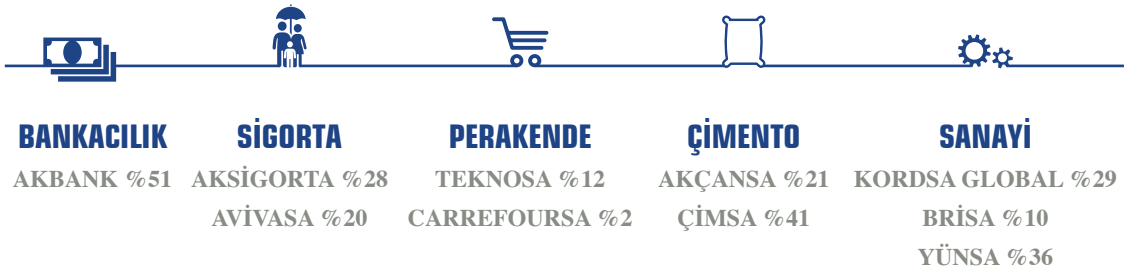 BANKACILIK
AKBANK %51
SİGORTA
AKSİGORTA %28
AVİVASA %20
PERAKENDE
TEKNOSA %12
CARREFOURSA %2
ÇİMENTO
AKÇANSA %21
ÇİMSA %41
SANAYİ
KORDSA GLOBAL %29
BRİSA %10
YÜNSA %36